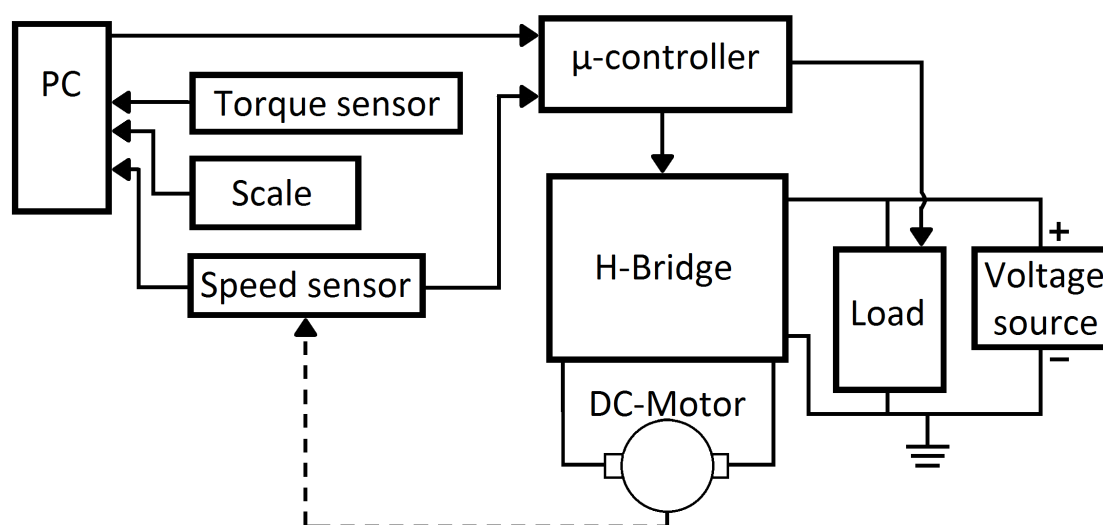 PC
µ-controller
Torque sensor
Scale
Speed sensor
H-Bridge
Load
+
Voltage
source
−
DC-Motor